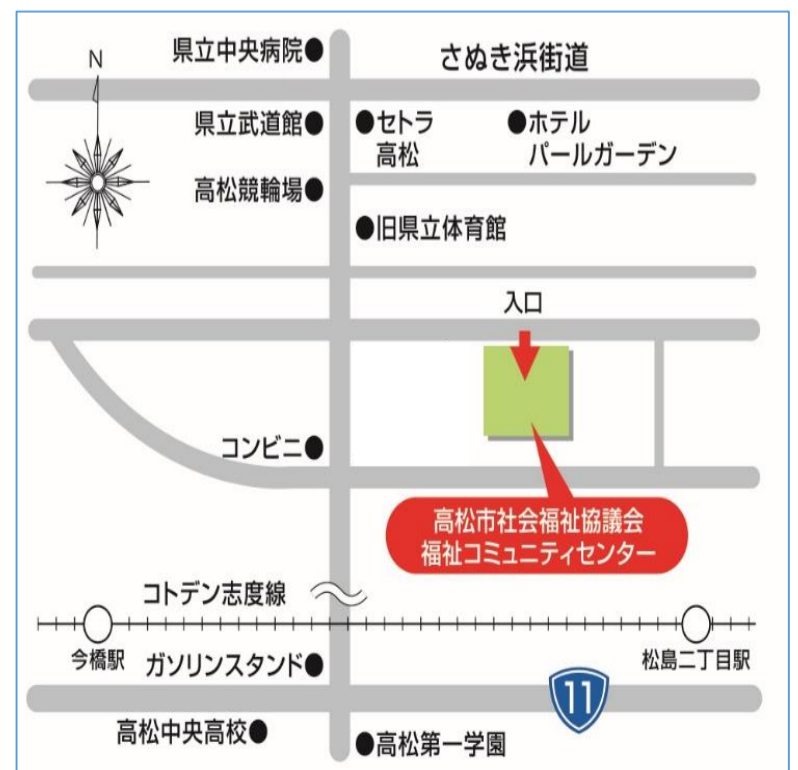 県立中央病院●
さぬき浜街道
N
県立武道館●
●セトラ
高松
●ホテル
パールガーデン
高松競輪場●
●旧県立体育館
入口
コンビニ●
高松市社会福祉協議会
福祉コミュニティセンター
コトデン志度線
今橋駅
松島二丁目駅
ガソリンスタンド●
11
高松中央高校●
●高松第一学園